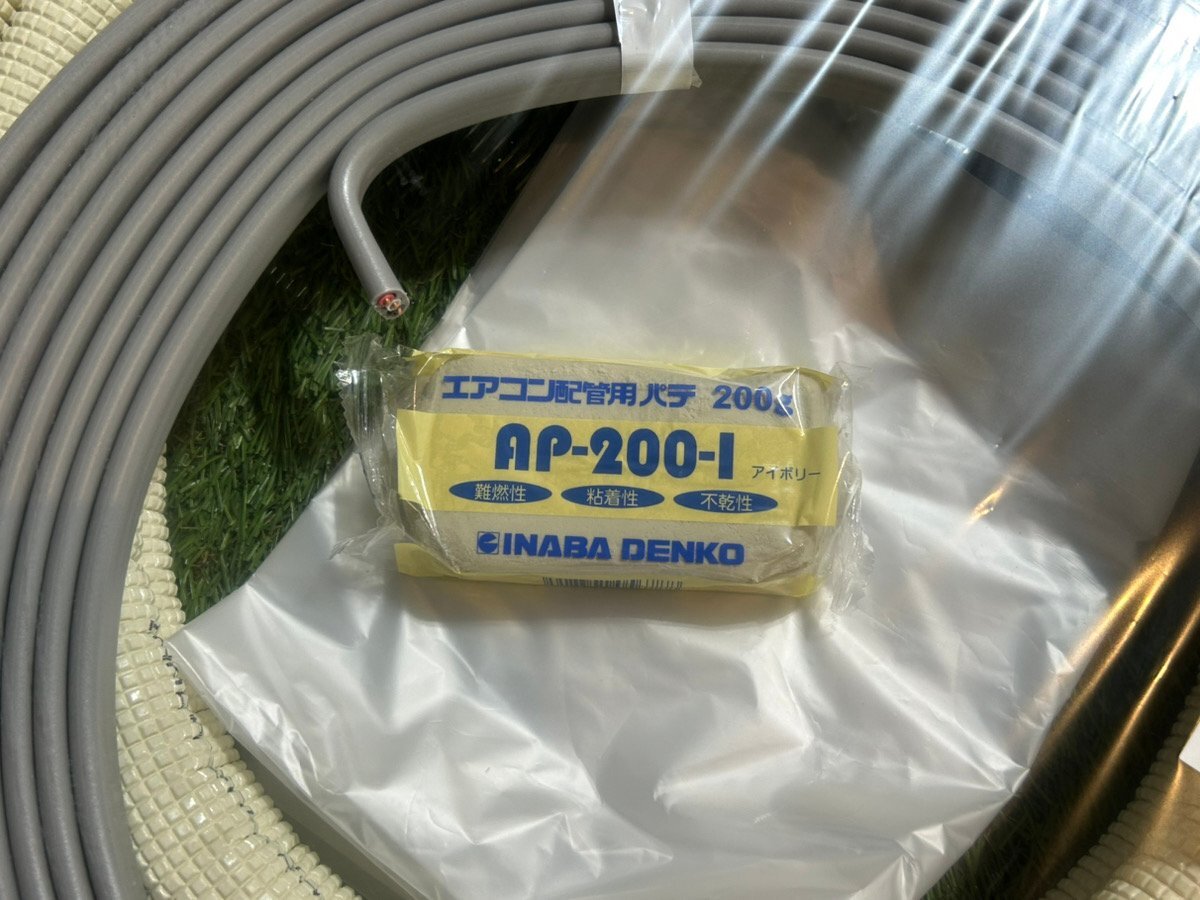 エアコン配管用パテ 200g
AP-200-I アイボリー
難燃性 粘着性 不乾性
INABA DENKO